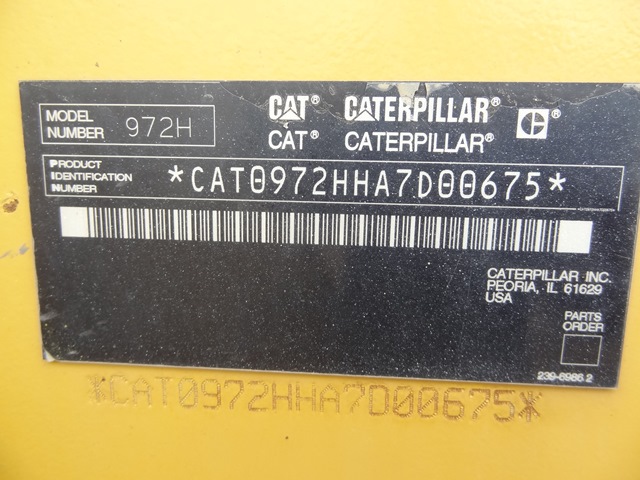 MODEL NUMBER 972H
CAT® CATERPILLAR®
CAT® CATERPILLAR®
PRODUCT IDENTIFICATION NUMBER *CAT0972HHA7D00675*
CATERPILLAR INC.
PEORIA, IL 61629
USA
PARTS
ORDER
239-6986 2
*CAT0972HHA7D00675*